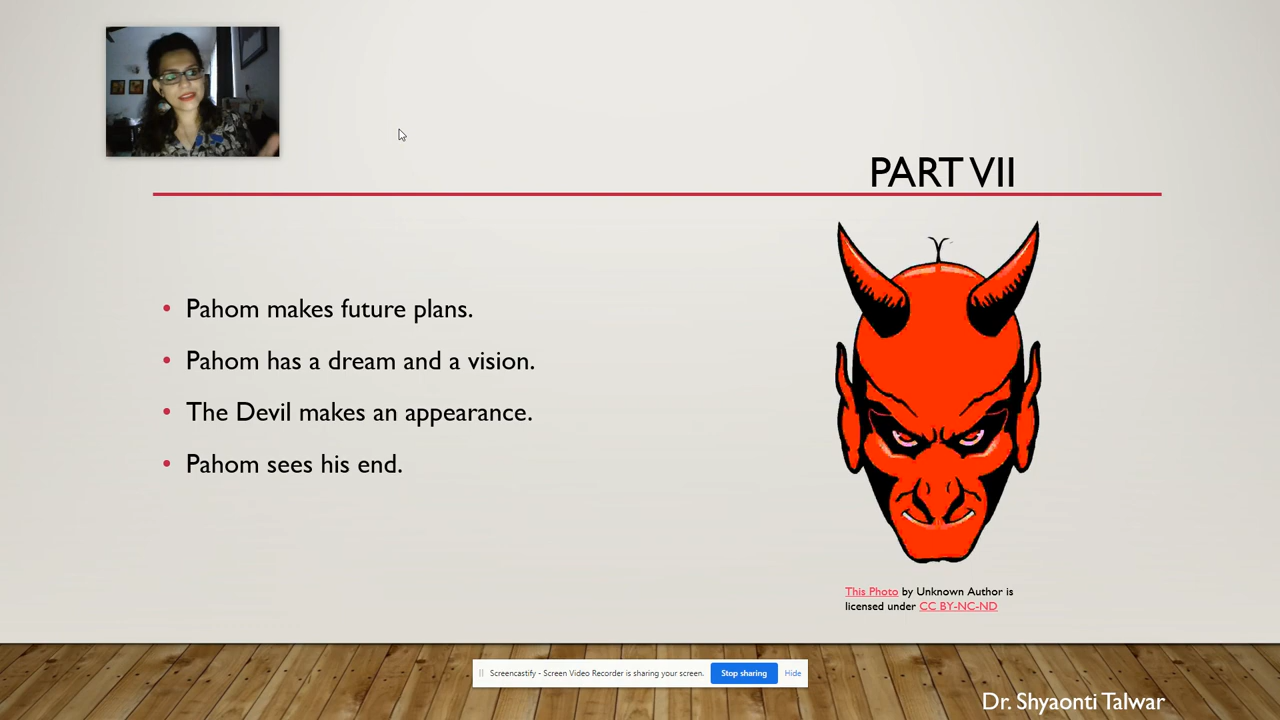 PART VII
• Pahom makes future plans.
• Pahom has a dream and a vision.
• The Devil makes an appearance.
• Pahom sees his end.
This Photo by Unknown Author is
licensed under CC BY-NC-ND
Screencastify - Screen Video Recorder is sharing your screen. Stop sharing Hide
Dr. Shyaonti Talwar